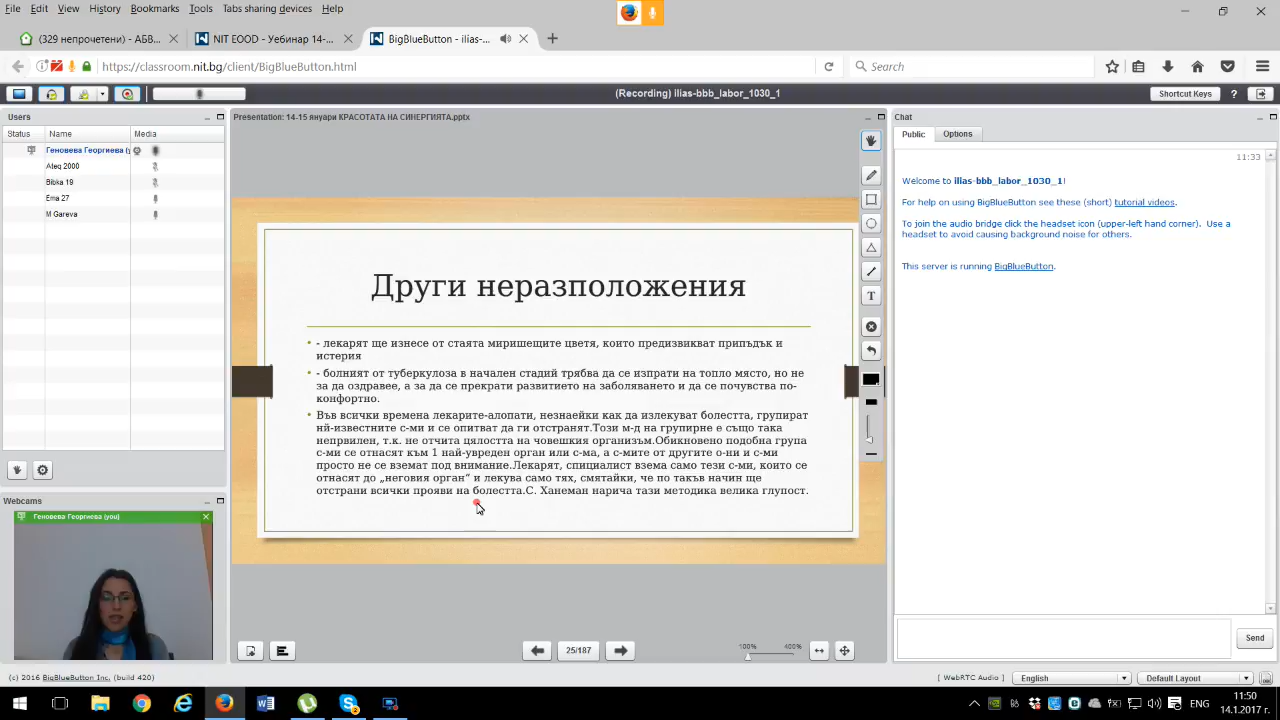 File Edit View History Bookmarks Tools Tab sharing devices Help
(329 непрочетени) - АБВ...
NIT EOOD - Уебинар 14-...
BigBlueButton - ilias-...
https://classroom.nit.bg/client/BigBlueButton.html
Search
(Recording) ilias-bbb_labor_1030_1
Shortcut Keys
?
Users
Status Name Media
Геновева Георгиева (y
Ateq 2000
Bibka 19
Ema 27
M Gareva
Webcams
Геновева Георгиева (you)
Presentation: 14-15 януари КРАСОТАТА НА СИНЕРГИЯТА.pptx
Други неразположения
• - лекарят ще изнесе от стаята миришещите цветя, които предизвикват припъдък и
истерия
• - болният от туберкулоза в начален стадий трябва да се изпрати на топло място, но не
за да оздравее, а за да се прекрати развитието на заболяването и да се почувства по-
конфортно.
• Във всички времена лекарите-алопати, незнаейки как да излекуват болестта, групират
нй-известните с-ми и се опитват да ги отстранят.Този м-д на групирне е също така
непрвилен, т.к. не отчита цялостта на човешкия организъм.Обикновено подобна група
с-ми се отнасят към 1 най-увреден орган или с-ма, а с-мите от другите о-ни и с-ми
просто не се вземат под внимание.Лекарят, специалист взема само тези с-ми, които се
отнасят до „неговия орган“ и лекува само тях, смятайки, че по такъв начин ще
отстрани всички прояви на болестта.С. Ханеман нарича тази методика велика глупост.
T
25/187
100% 400%
Chat
Public Options
11:33
Welcome to ilias-bbb_labor_1030_1!
For help on using BigBlueButton see these (short) tutorial videos.
To join the audio bridge click the headset icon (upper-left hand corner). Use a
headset to avoid causing background noise for others.
This server is running BigBlueButton.
Send
(c) 2016 BigBlueButton Inc. (build 420)
[ WebRTC Audio ] English Default Layout
11:50
14.1.2017 г.